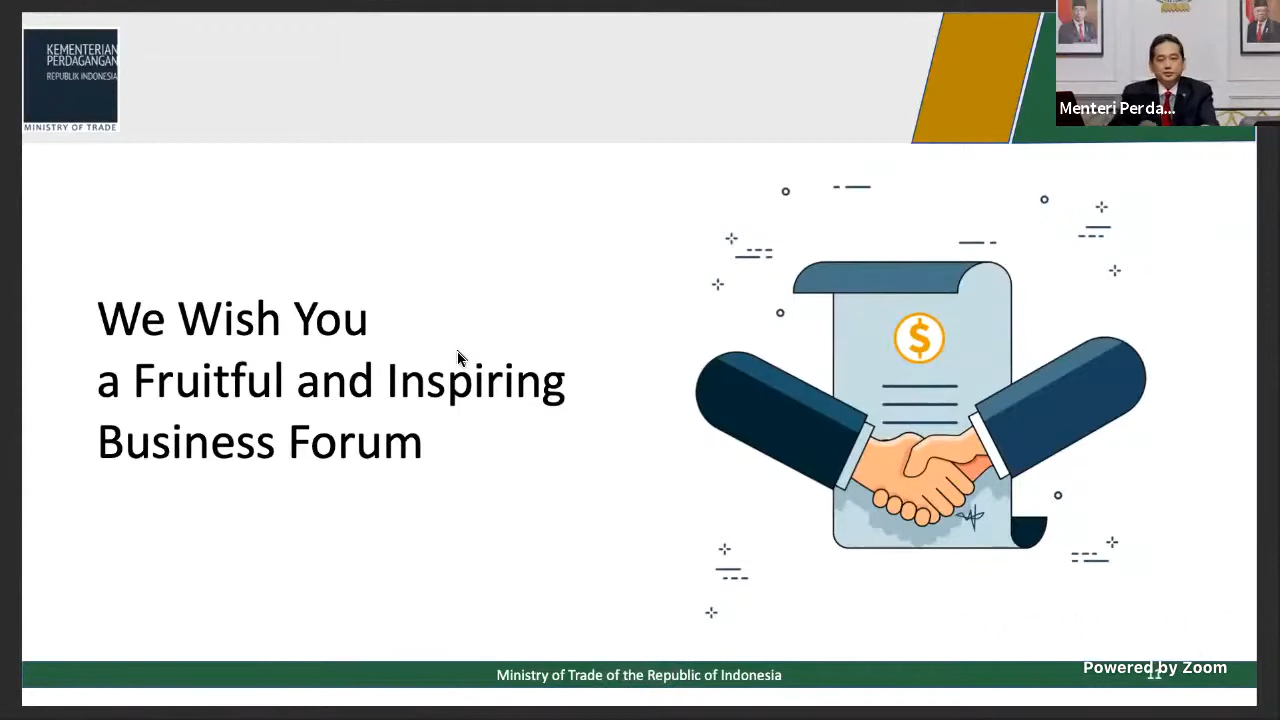 KEMENTERIAN
PERDAGANGAN
REPUBLIK INDONESIA
MINISTRY OF TRADE
Menteri Perda...
We Wish You
a Fruitful and Inspiring
Business Forum
$
Ministry of Trade of the Republic of Indonesia
11
Powered by Zoom